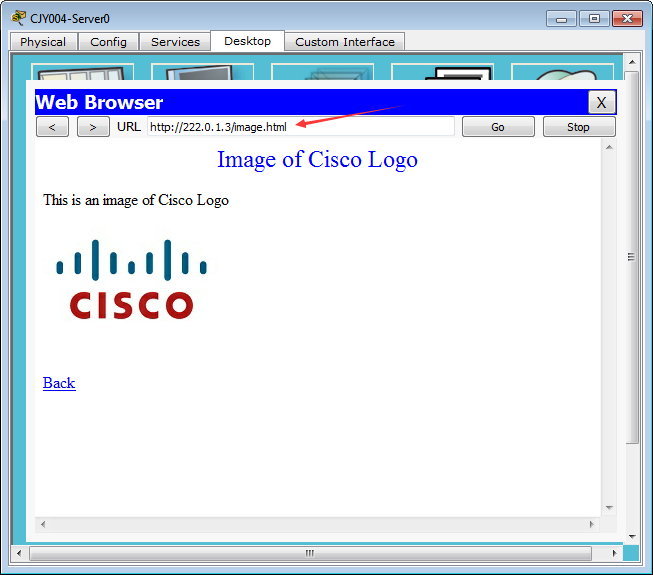 CJY004-Server0
Physical Config Services Desktop Custom Interface
Web Browser X
< > URL http://222.0.1.3/image.html Go Stop
Image of Cisco Logo
This is an image of Cisco Logo
CISCO
Back